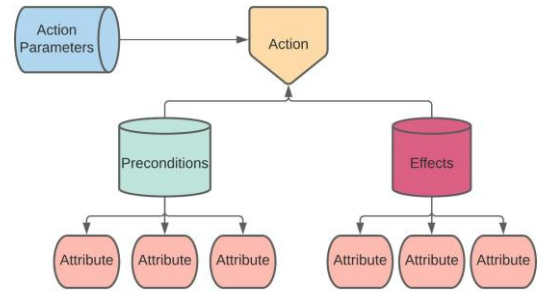 Action
Parameters
Action
Preconditions
Effects
Attribute
Attribute
Attribute
Attribute
Attribute
Attribute